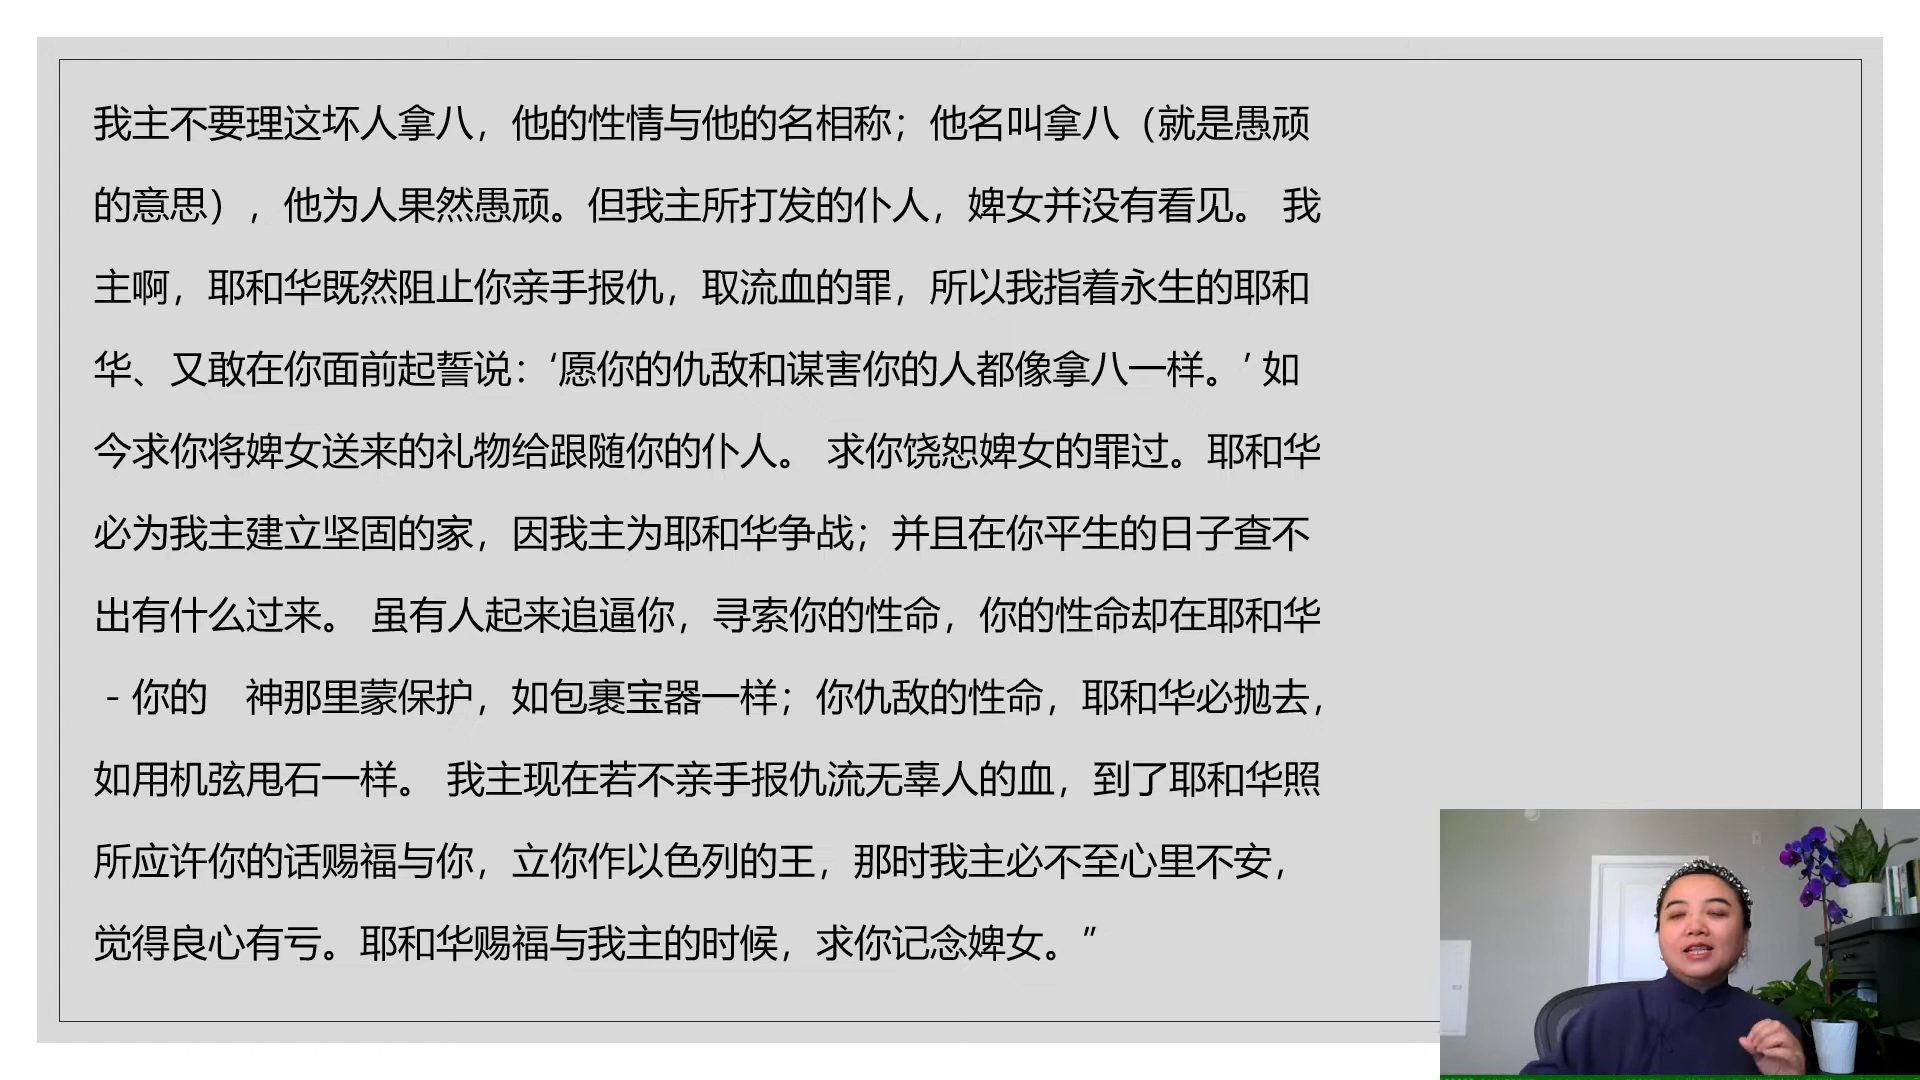 我主不要理这坏人拿八，他的性情与他的名相称；他名叫拿八（就是愚顽
的意思），他为人果然愚顽。但我主所打发的仆人，婢女并没有看见。 我
主啊，耶和华既然阻止你亲手报仇，取流血的罪，所以我指着永生的耶和
华、又敢在你面前起誓说：‘愿你的仇敌和谋害你的人都像拿八一样。’ 如
今求你将婢女送来的礼物给跟随你的仆人。 求你饶恕婢女的罪过。耶和华
必为我主建立坚固的家，因我主为耶和华争战；并且在你平生的日子查不
出有什么过来。 虽有人起来追逼你，寻索你的性命，你的性命却在耶和华
- 你的　神那里蒙保护，如包裹宝器一样；你仇敌的性命，耶和华必抛去，
如用机弦甩石一样。 我主现在若不亲手报仇流无辜人的血，到了耶和华照
所应许你的话赐福与你，立你作以色列的王，那时我主必不至心里不安，
觉得良心有亏。耶和华赐福与我主的时候，求你记念婢女。”